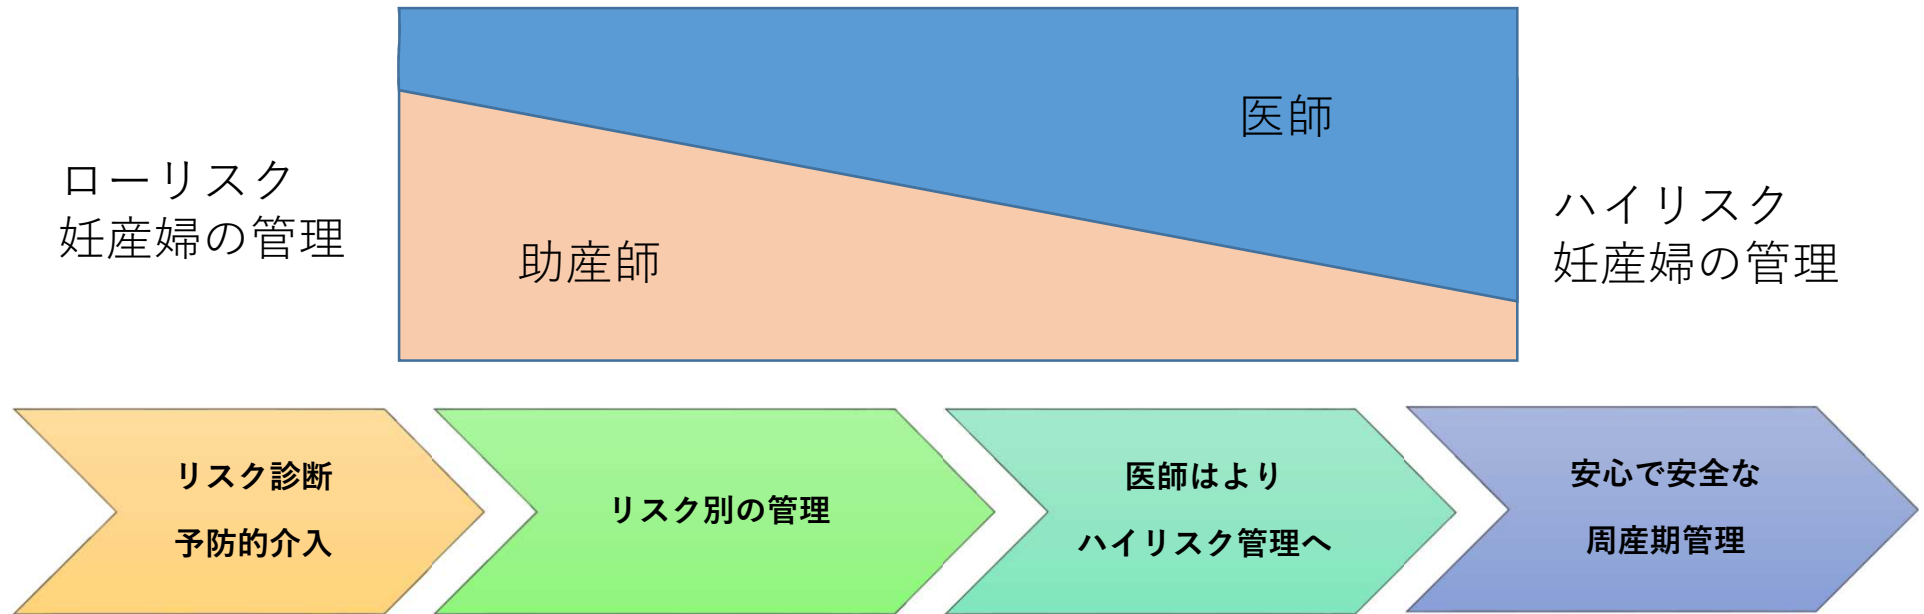 医師
ローリスク
妊産婦の管理
助産師
ハイリスク
妊産婦の管理
リスク診断
予防的介入
リスク別の管理
医師はより
ハイリスク管理へ
安心で安全な
周産期管理